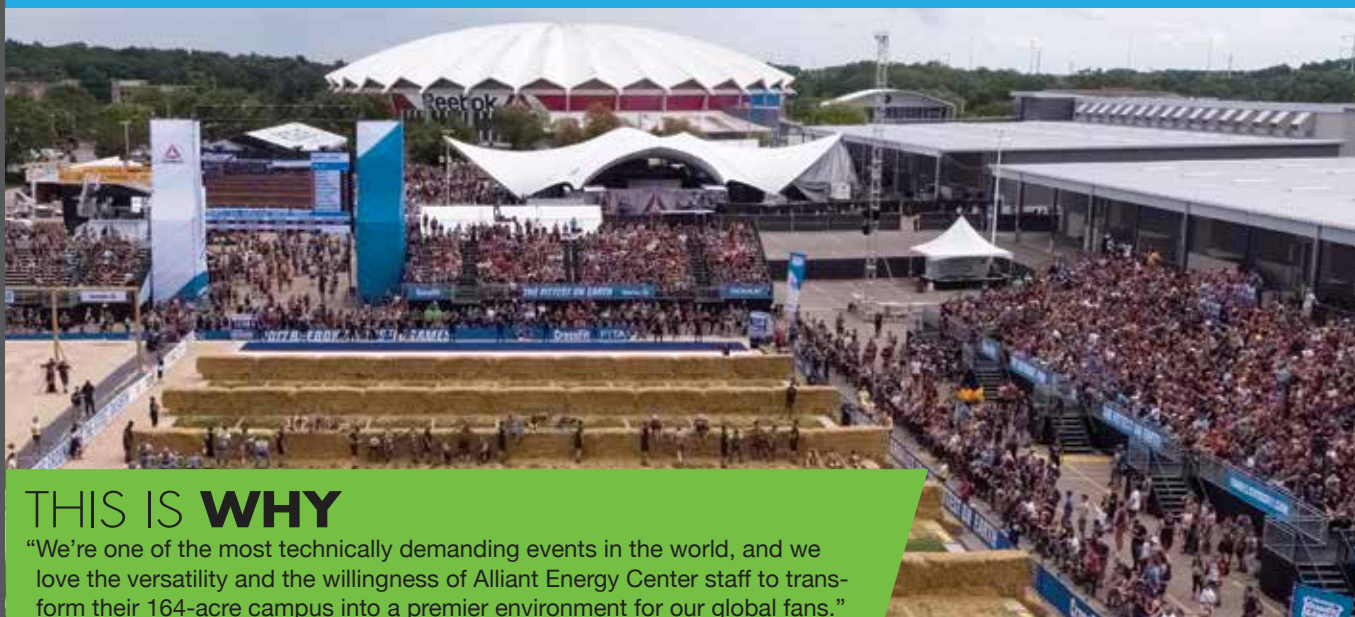 Reebok
THE FITTEST ON EARTH
CrossFit
THIS IS WHY
“We’re one of the most technically demanding events in the world, and we
love the versatility and the willingness of Alliant Energy Center staff to trans-
form their 164-acre campus into a premier environment for our global fans.”